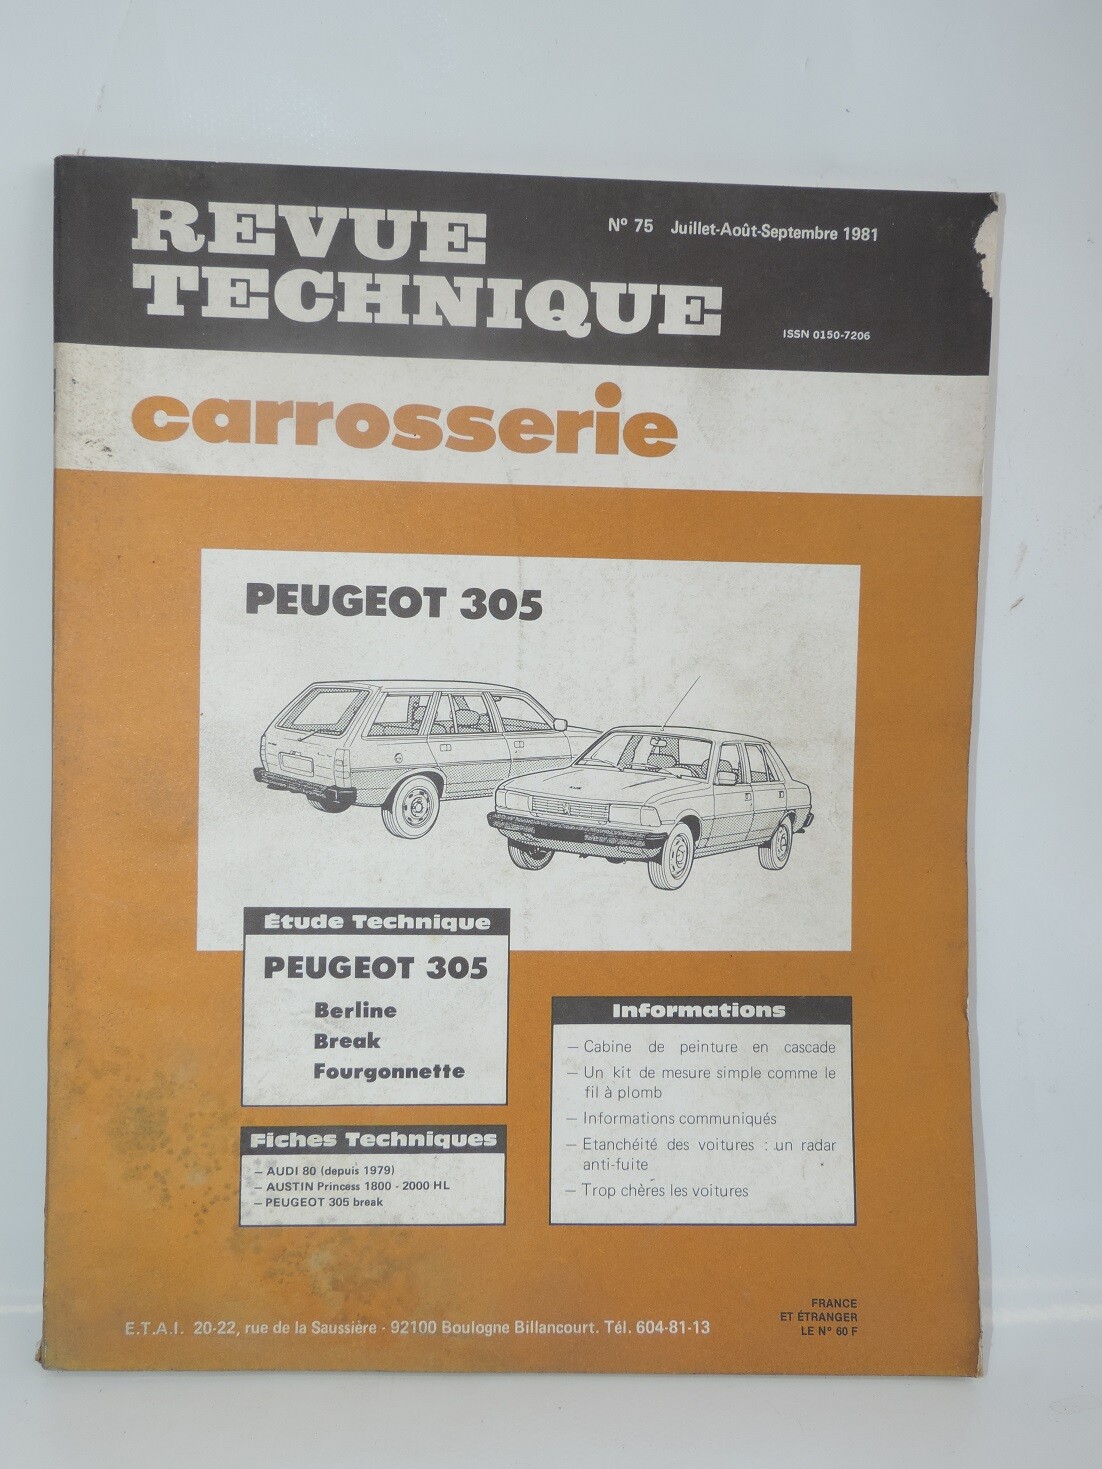 REVUE
TECHNIQUE
N° 75 Juillet-Août-Septembre 1981
ISSN 0150-7206
carrosserie
PEUGEOT 305
Étude Technique
PEUGEOT 305
Berline
Break
Fourgonnette
Fiches Techniques
— AUDI 80 (depuis 1979)
— AUSTIN Princess 1800 - 2000 HL
— PEUGEOT 305 break
Informations
— Cabine de peinture en cascade
— Un kit de mesure simple comme le
fil à plomb
— Informations communiqués
— Etanchéité des voitures : un radar
anti-fuite
— Trop chères les voitures
FRANCE
ET ÉTRANGER
LE N° 60 F
E.T.A.I. 20-22, rue de la Saussière - 92100 Boulogne Billancourt. Tél. 604-81-13